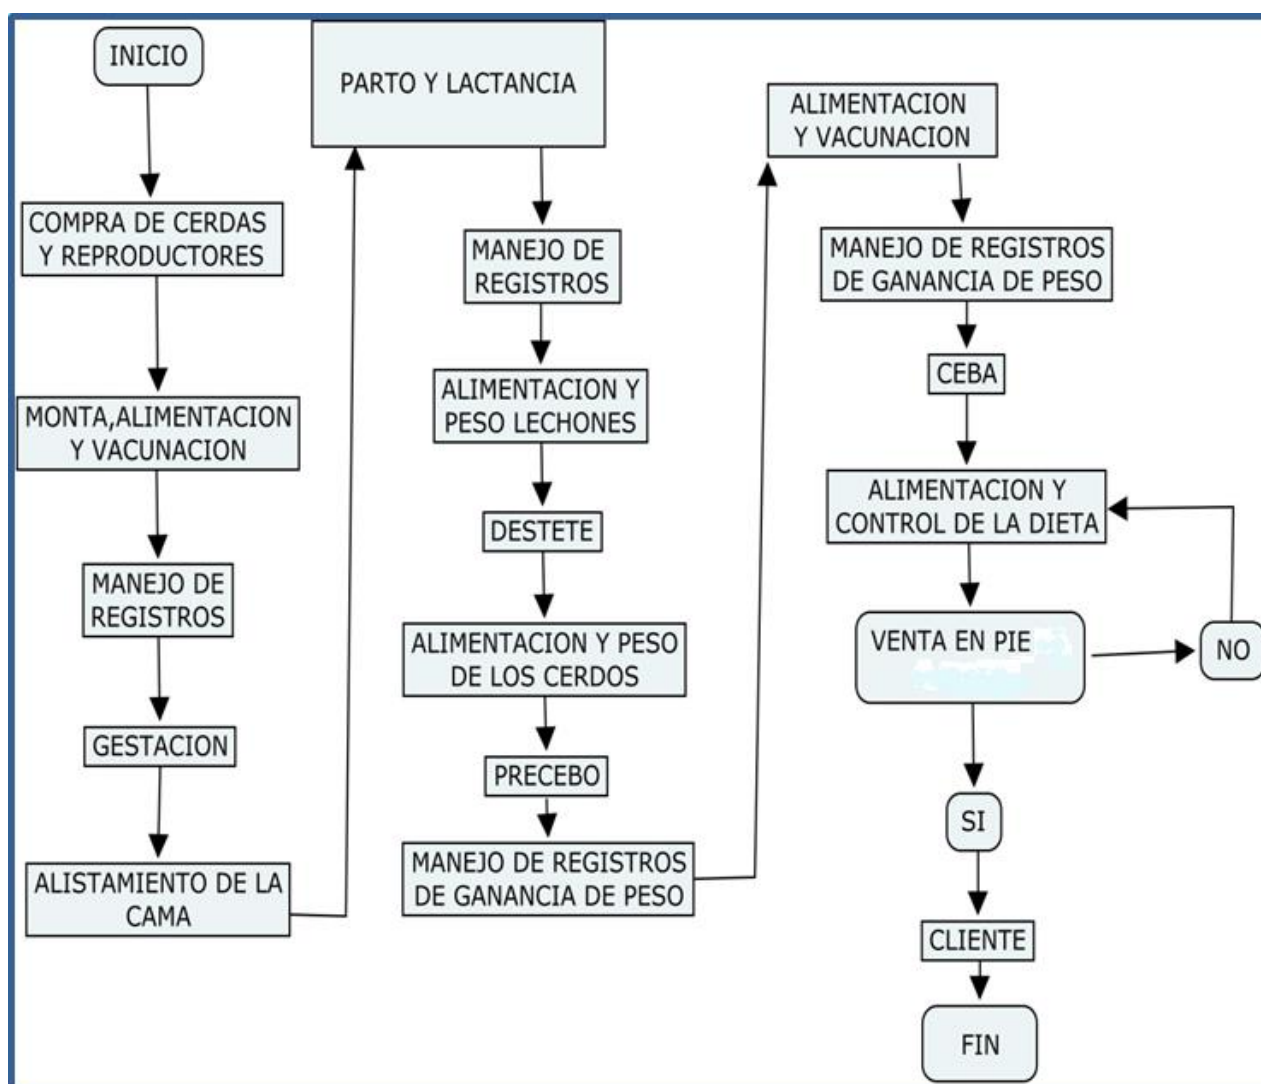 INICIO
COMPRA DE CERDAS
Y REPRODUCTORES
MONTA,ALIMENTACION
Y VACUNACION
MANEJO DE
REGISTROS
GESTACION
ALISTAMIENTO DE LA
CAMA
PARTO Y LACTANCIA
MANEJO DE
REGISTROS
ALIMENTACION Y
PESO LECHONES
DESTETE
ALIMENTACION Y PESO
DE LOS CERDOS
PRECEBO
MANEJO DE REGISTROS
DE GANANCIA DE PESO
ALIMENTACION
Y VACUNACION
MANEJO DE REGISTROS
DE GANANCIA DE PESO
CEBA
ALIMENTACION Y
CONTROL DE LA DIETA
VENTA EN PIE
NO
SI
CLIENTE
FIN